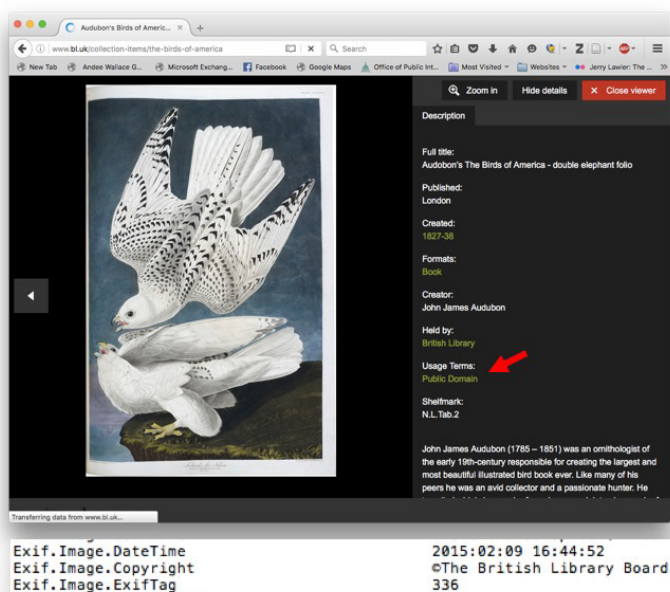 Audubon's Birds of Americ...
www.bl.uk/collection-items/the-birds-of-america
Search
New Tab
Andee Wallace G...
Microsoft Exchang...
Facebook
Google Maps
Office of Public Int...
Most Visited
Websites
Jerry Lawler: The ...
Zoom in
Hide details
Close viewer
Description
Full title:
Audobon's The Birds of America - double elephant folio
Published:
London
Created:
1827-38
Formats:
Book
Creator:
John James Audubon
Held by:
British Library
Usage Terms:
Public Domain
Shelfmark:
N.L.Tab.2
John James Audubon (1785 – 1851) was an ornithologist of
the early 19th-century responsible for creating the largest and
most beautiful illustrated bird book ever. Like many of his
peers he was an avid collector and a passionate hunter. He
Transferring data from www.bl.uk...
Exif.Image.DateTime 2015:02:09 16:44:52
Exif.Image.Copyright ©The British Library Board
Exif.Image.ExifTag 336